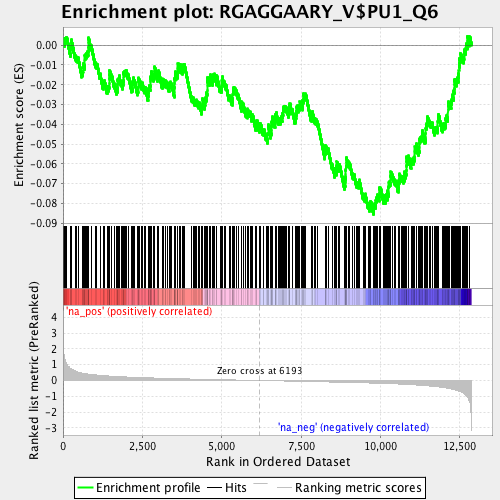 Enrichment plot: RGAGGAARY_V$PU1_Q6
Enrichment score (ES)
0.00
-0.01
-0.02
-0.03
-0.04
-0.05
-0.06
-0.07
-0.08
-0.09
'na_pos' (positively correlated)
Ranked list metric (PreRanked)
4
3
2
1
0
-1
-2
-3
Zero cross at 6193
'na_neg' (negatively correlated)
0
2,500
5,000
7,500
10,000
12,500
Rank in Ordered Dataset
Enrichment profile
Hits
Ranking metric scores